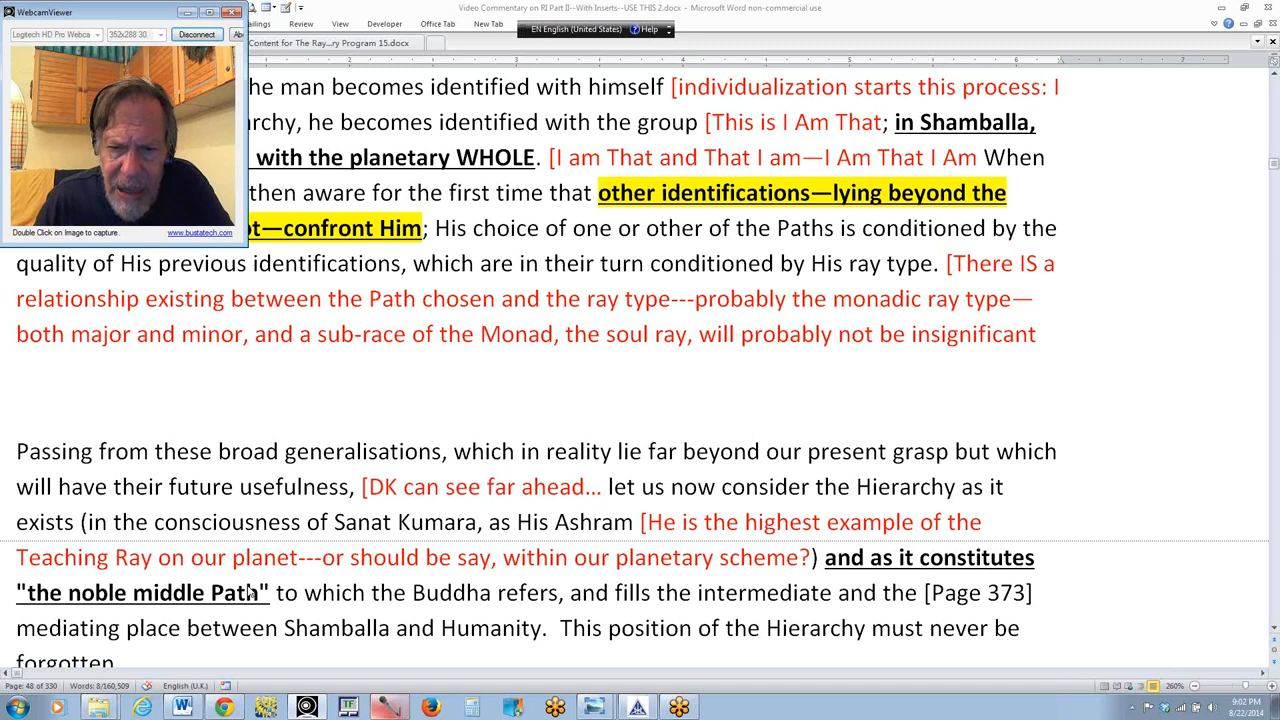 WebcamViewer
Logitech HD Pro Webca
352x288 30
Disconnect
Ab
Double Click on Image to capture.
www.bustatech.com
Video Commentary on RI Part II--With Inserts--USE THIS 2.docx - Microsoft Word non-commercial use
Mailings Review View Developer Office Tab New Tab
EN English (United States) Help
Content for The Ray...ry Program 15.docx
2 3 4 5 6 7
he man becomes identified with himself [individualization starts this process: I
rarchy, he becomes identified with the group [This is I Am That; in Shamballa,
with the planetary WHOLE. [I am That and That I am—I Am That I Am When
then aware for the first time that other identifications—lying beyond the
ot—confront Him; His choice of one or other of the Paths is conditioned by the
quality of His previous identifications, which are in their turn conditioned by His ray type. [There IS a
relationship existing between the Path chosen and the ray type---probably the monadic ray type—
both major and minor, and a sub-race of the Monad, the soul ray, will probably not be insignificant
Passing from these broad generalisations, which in reality lie far beyond our present grasp but which
will have their future usefulness, [DK can see far ahead… let us now consider the Hierarchy as it
exists (in the consciousness of Sanat Kumara, as His Ashram [He is the highest example of the
Teaching Ray on our planet---or should be say, within our planetary scheme?) and as it constitutes
"the noble middle Path" to which the Buddha refers, and fills the intermediate and the [Page 373]
mediating place between Shamballa and Humanity. This position of the Hierarchy must never be
forgotten
Page: 48 of 330 Words: 8/160,509 English (U.K.) 260%
9:02 PM
8/22/2014